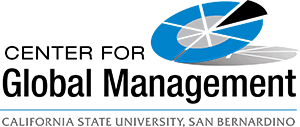 CENTER FOR
Global Management
CALIFORNIA STATE UNIVERSITY, SAN BERNARDINO